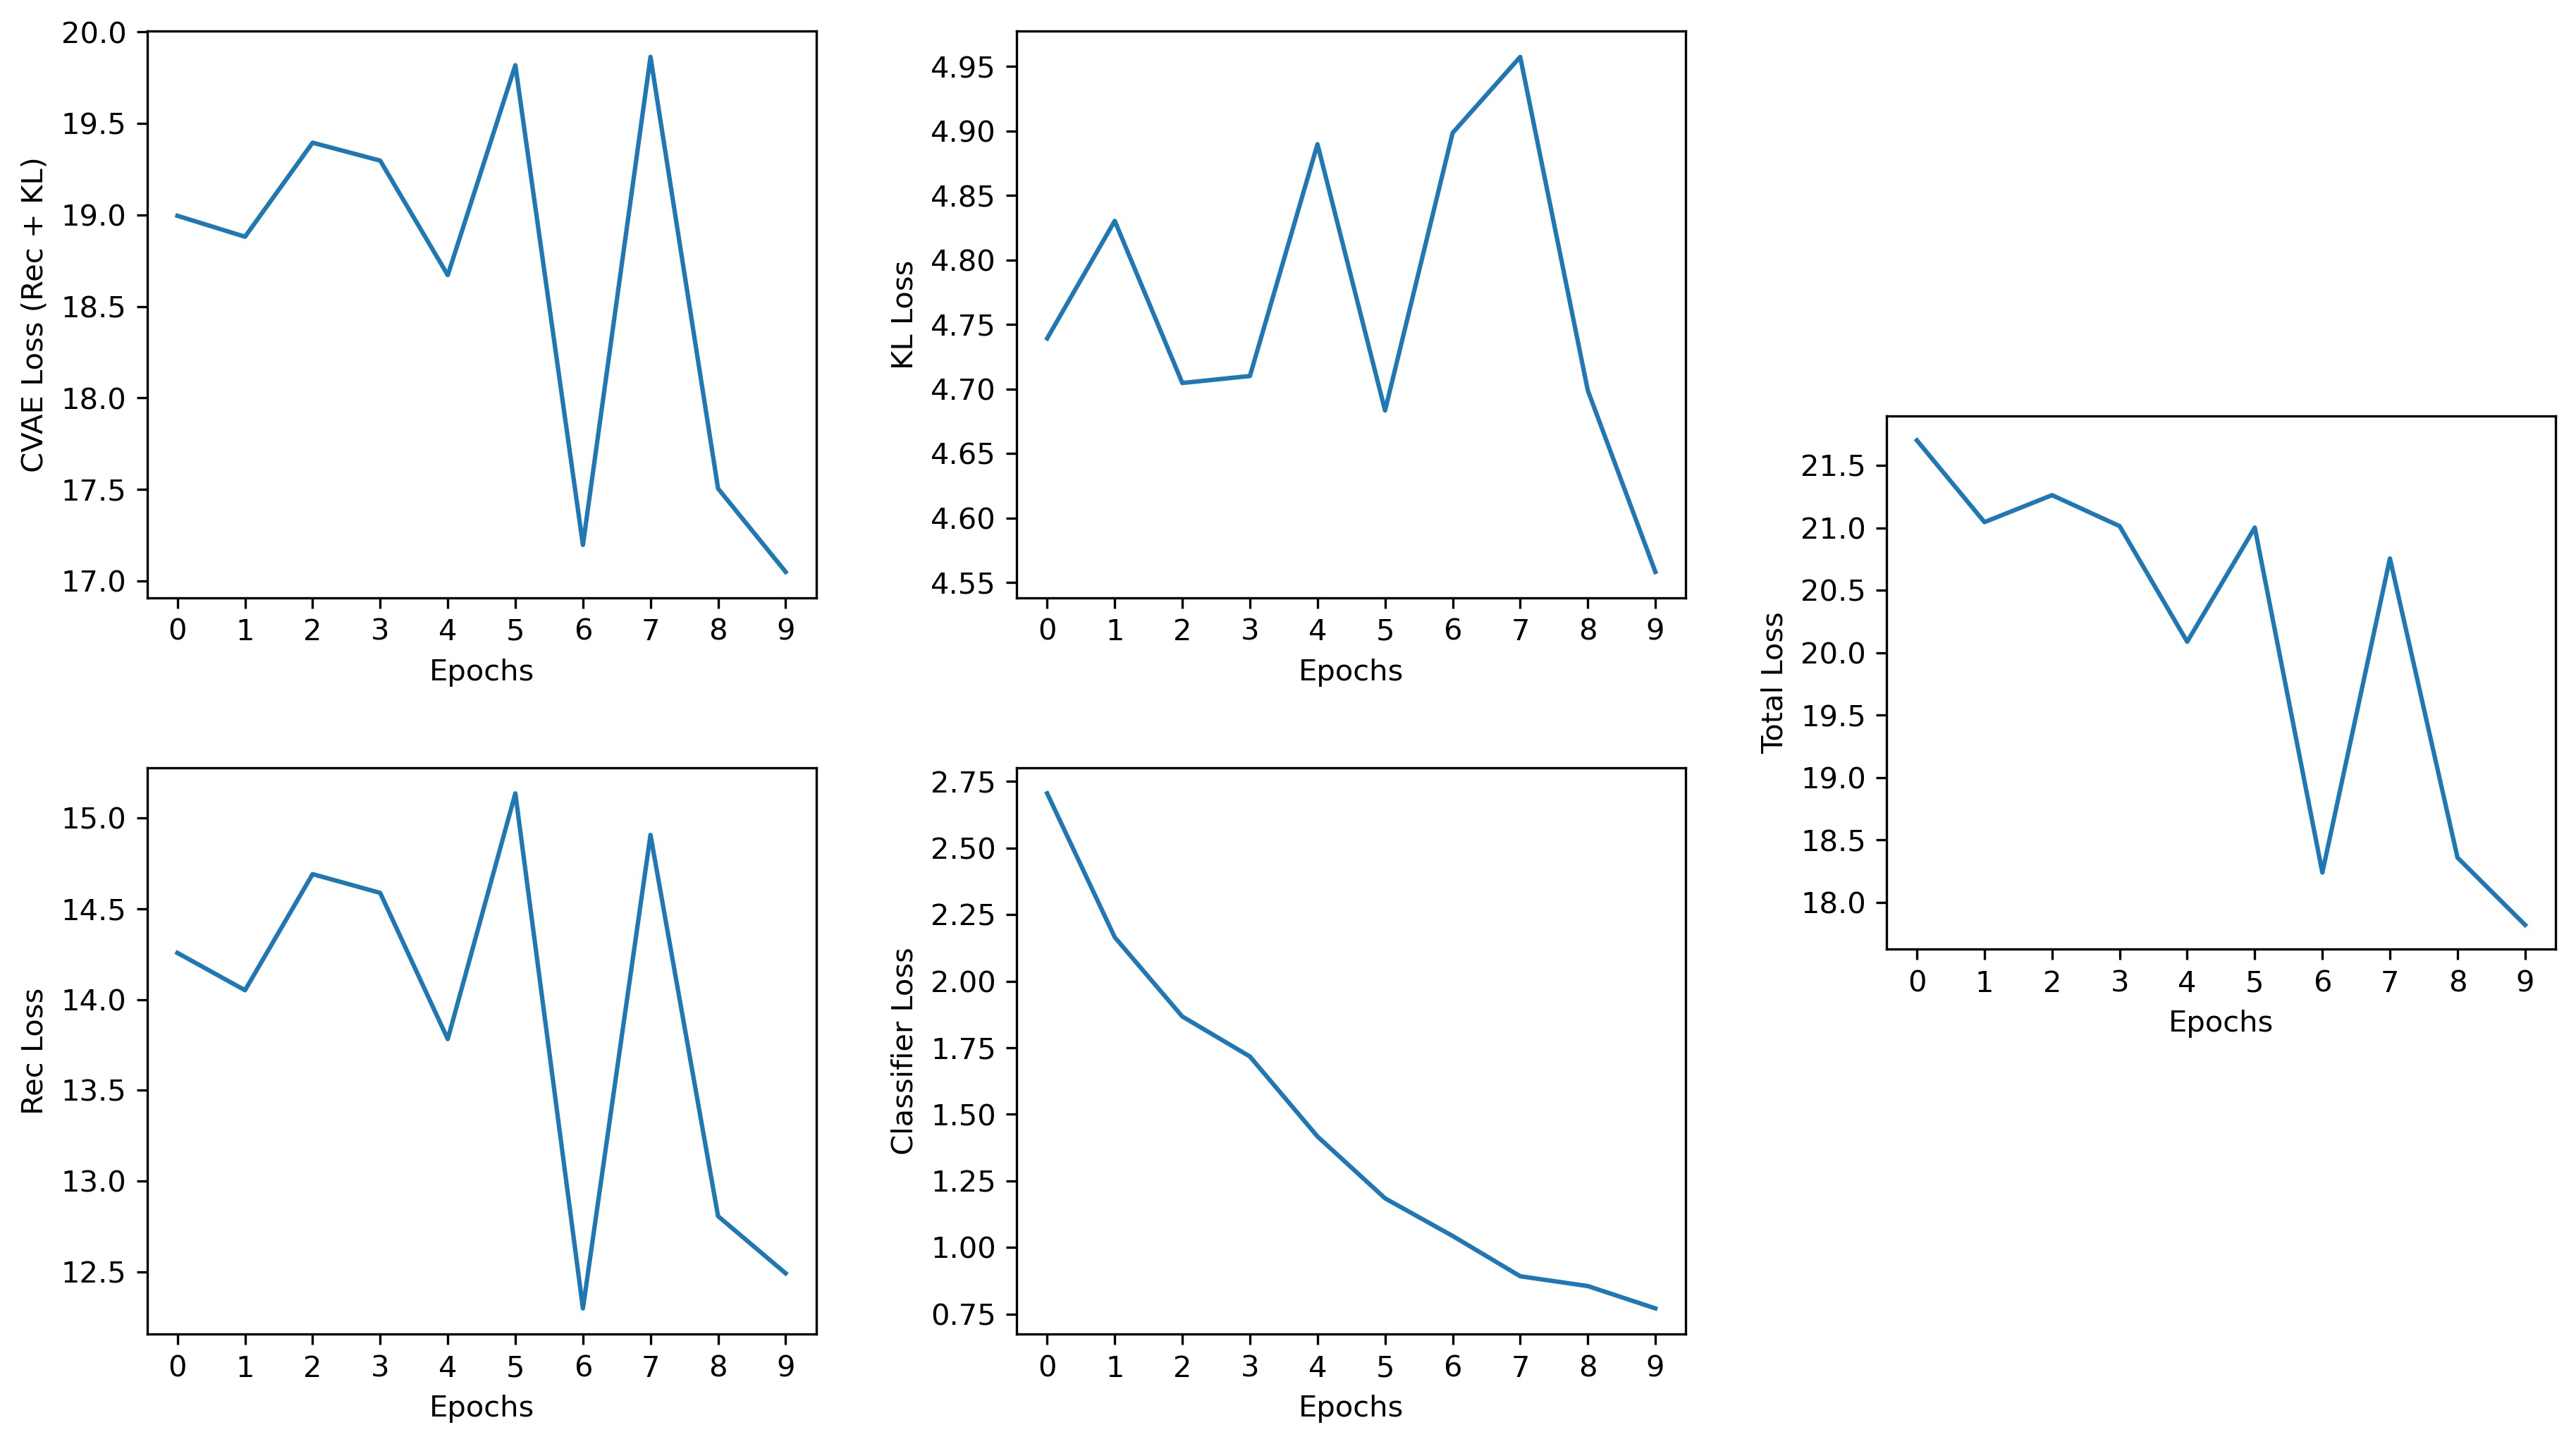 CVAE Loss (Rec + KL)
20.0
19.5
19.0
18.5
18.0
17.5
17.0
0 1 2 3 4 5 6 7 8 9
Epochs
KL Loss
4.95
4.90
4.85
4.80
4.75
4.70
4.65
4.60
4.55
0 1 2 3 4 5 6 7 8 9
Epochs
Rec Loss
15.0
14.5
14.0
13.5
13.0
12.5
0 1 2 3 4 5 6 7 8 9
Epochs
Classifier Loss
2.75
2.50
2.25
2.00
1.75
1.50
1.25
1.00
0.75
0 1 2 3 4 5 6 7 8 9
Epochs
Total Loss
21.5
21.0
20.5
20.0
19.5
19.0
18.5
18.0
0 1 2 3 4 5 6 7 8 9
Epochs